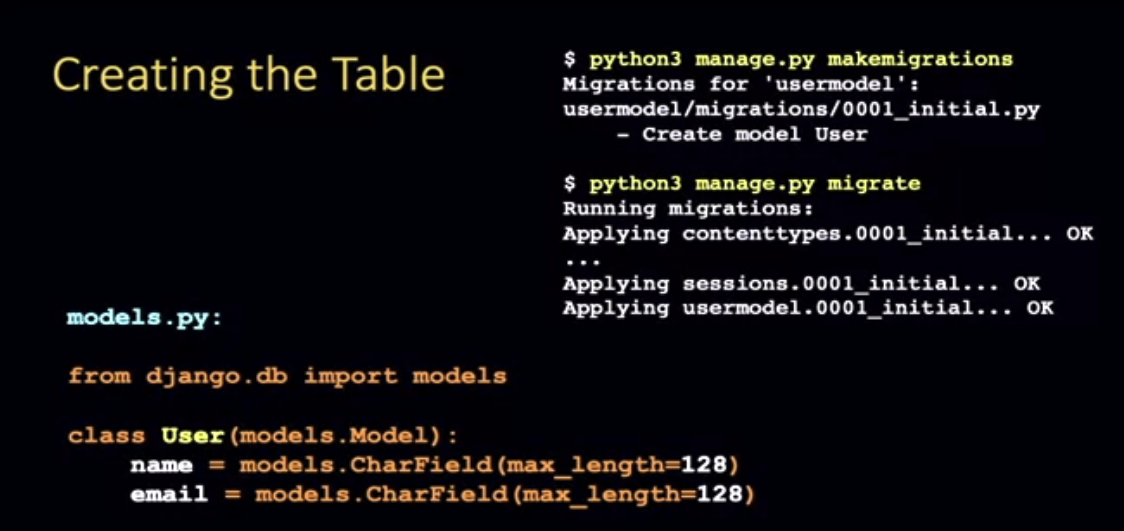 Creating the Table
$ python3 manage.py makemigrations
Migrations for 'usermodel':
usermodel/migrations/0001_initial.py
    - Create model User
$ python3 manage.py migrate
Running migrations:
Applying contenttypes.0001_initial... OK
...
Applying sessions.0001_initial... OK
Applying usermodel.0001_initial... OK
models.py:
from django.db import models
class User(models.Model):
    name = models.CharField(max_length=128)
    email = models.CharField(max_length=128)